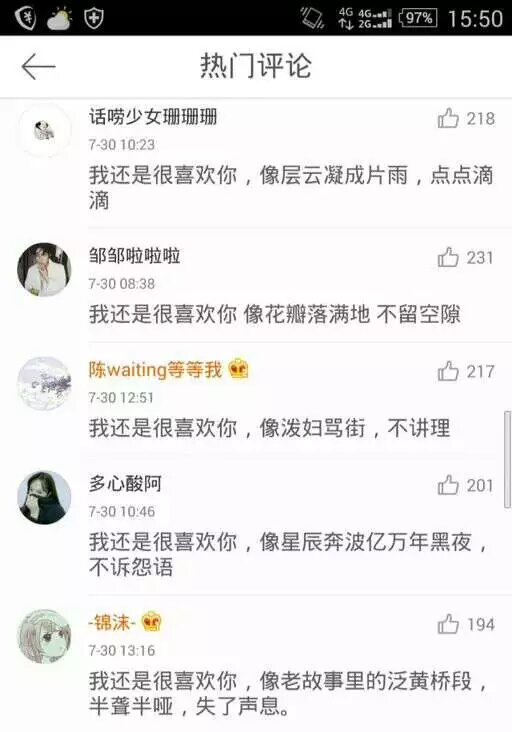 4G 4G 2G 97% 15:50
热门评论
话唠少女珊珊珊 218
7-30 10:23
我还是很喜欢你，像层云凝成片雨，点点滴
滴
邹邹啦啦啦 231
7-30 08:38
我还是很喜欢你 像花瓣落满地 不留空隙
陈waiting等等我 217
7-30 12:51
我还是很喜欢你，像泼妇骂街，不讲理
多心酸阿 201
7-30 10:46
我还是很喜欢你，像星辰奔波亿万年黑夜，
不诉怨语
-锦沫- 194
7-30 13:16
我还是很喜欢你，像老故事里的泛黄桥段，
半聋半哑，失了声息。